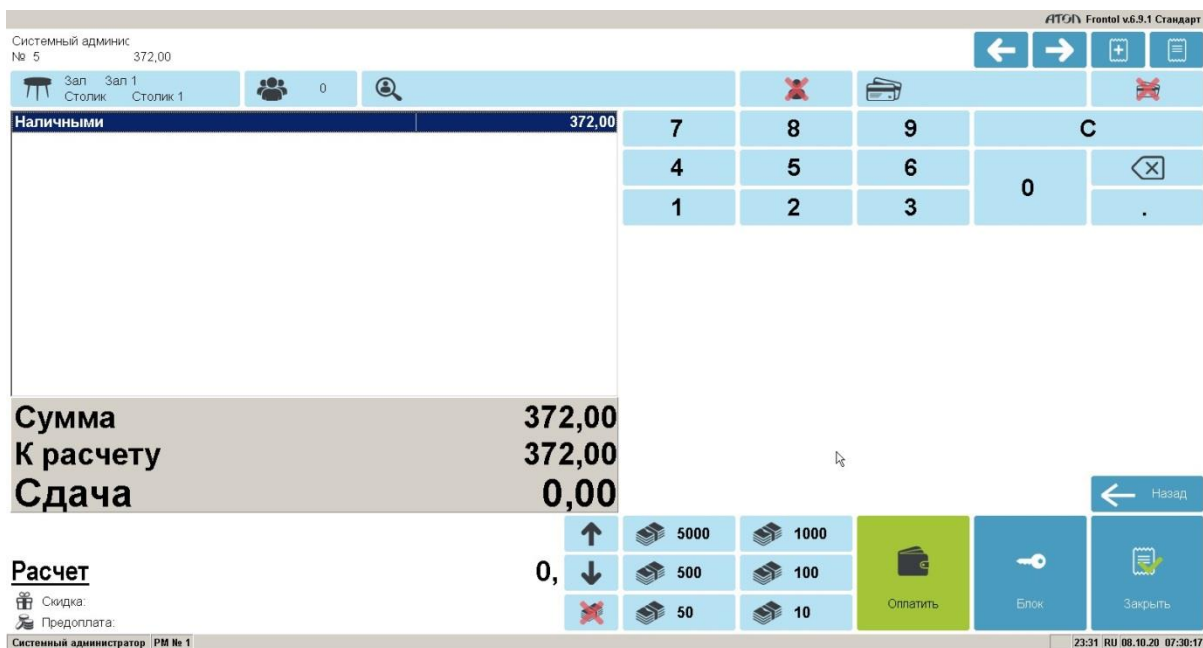 ATOL Frontol v.6.9.1 Стандарт
Системный админис
№ 5 372,00
Зал Зал 1
Столик Столик 1
0
Наличными 372,00
7 8 9 C
4 5 6
0
1 2 3 .
Сумма 372,00
К расчету 372,00
Сдача 0,00
Назад
5000 1000
Расчет 0,
500 100
Скидка:
Предоплата:
50 10
Оплатить Блок Закрыть
Системный администратор РМ № 1 23:31 RU 08.10.20 07:30:17